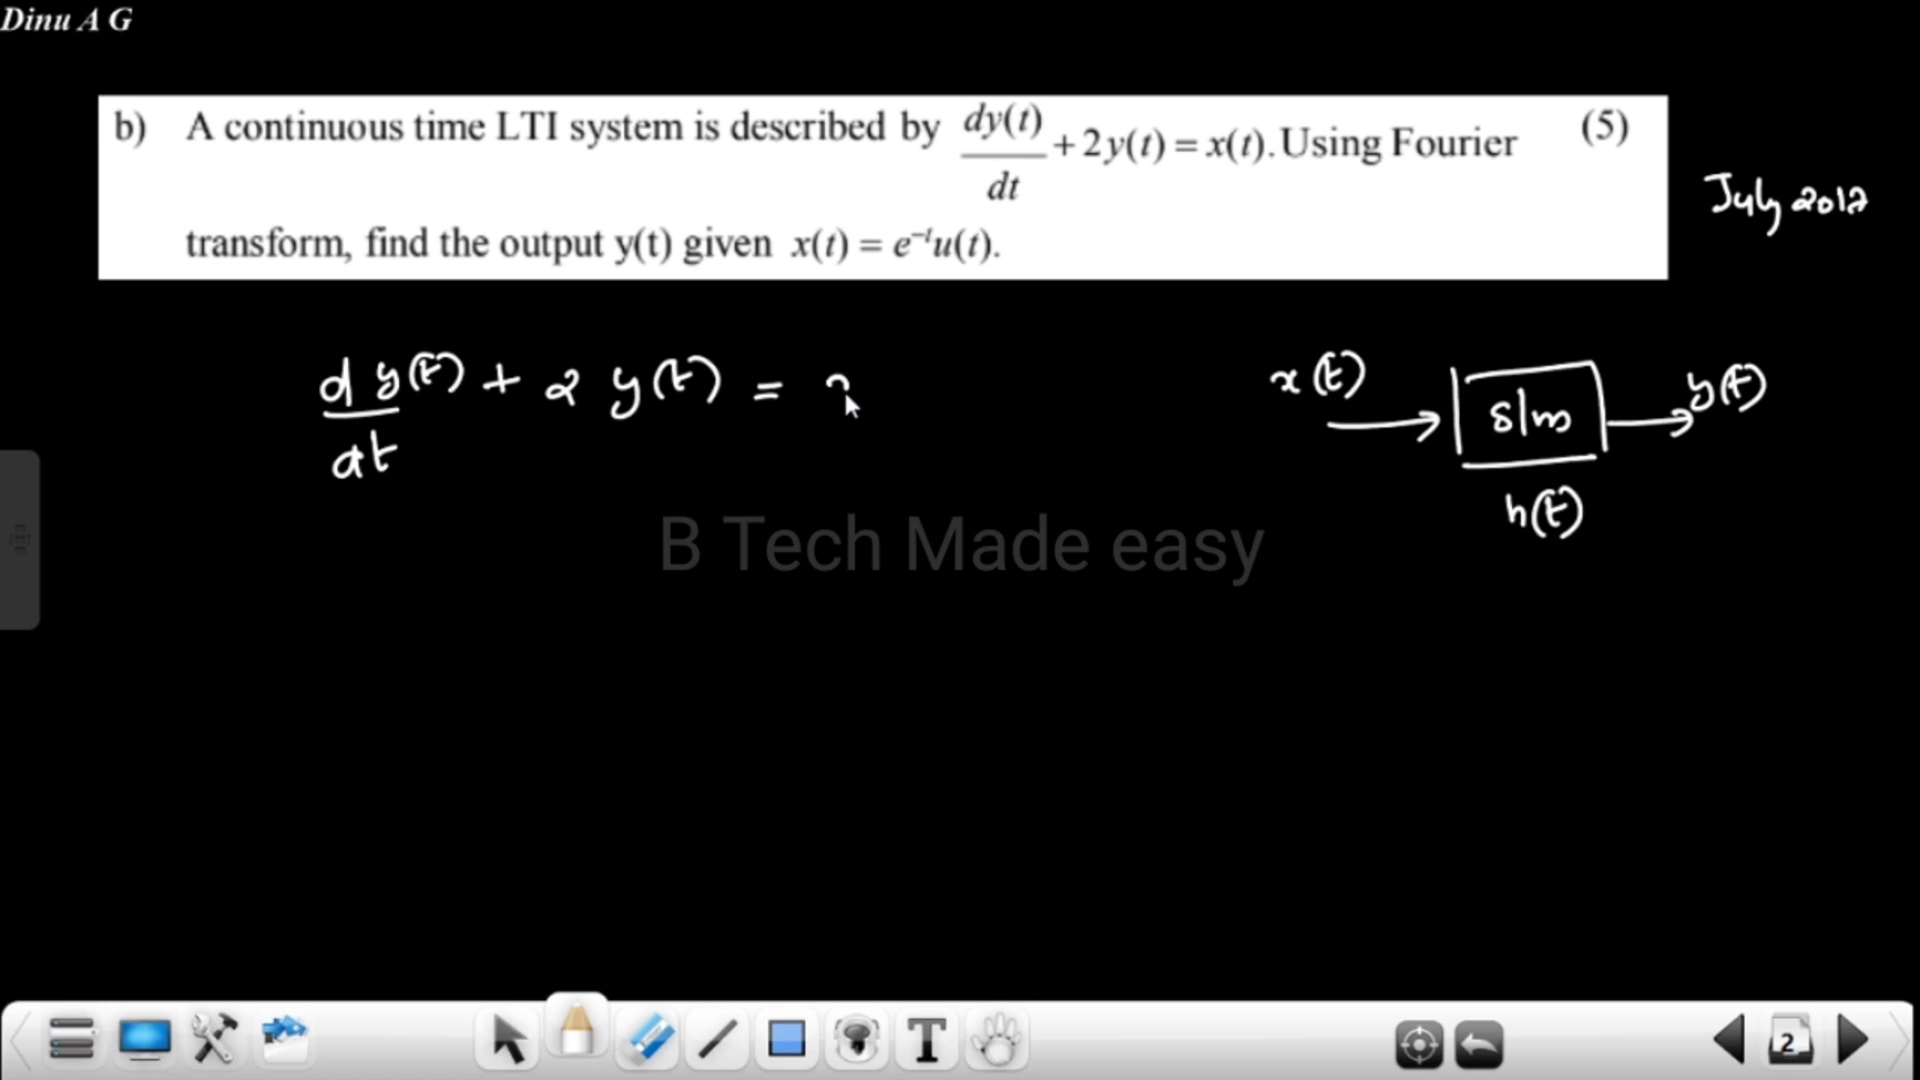 Dinu A G
b) A continuous time LTI system is described by dy(t)/dt + 2y(t) = x(t). Using Fourier (5)
transform, find the output y(t) given x(t) = e^{-t}u(t).
July 2017
d y(t)/dt + 2 y(t) =
x(t) s/m y(t)
h(t)
B Tech Made easy
T
2